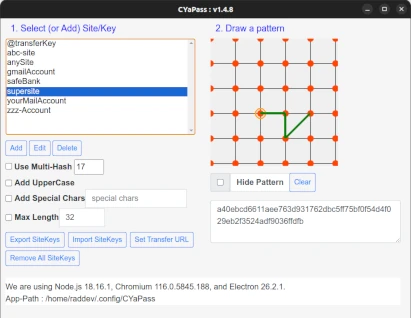 CYaPass : v1.4.8
1. Select (or Add) Site/Key
@transferKey
abc-site
anySite
gmailAccount
safeBank
supersite
yourMailAccount
zzz-Account
Add Edit Delete
Use Multi-Hash 17
Add UpperCase
Add Special Chars special chars
Max Length 32
Export SiteKeys Import SiteKeys Set Transfer URL
Remove All SiteKeys
2. Draw a pattern
Hide Pattern Clear
a40ebcd6611aee763d931762dbc5ff75bf0f54d4f0
29eb2f3524adf9036ffdfb
We are using Node.js 18.16.1, Chromium 116.0.5845.188, and Electron 26.2.1.
App-Path : /home/raddev/.config/CYaPass